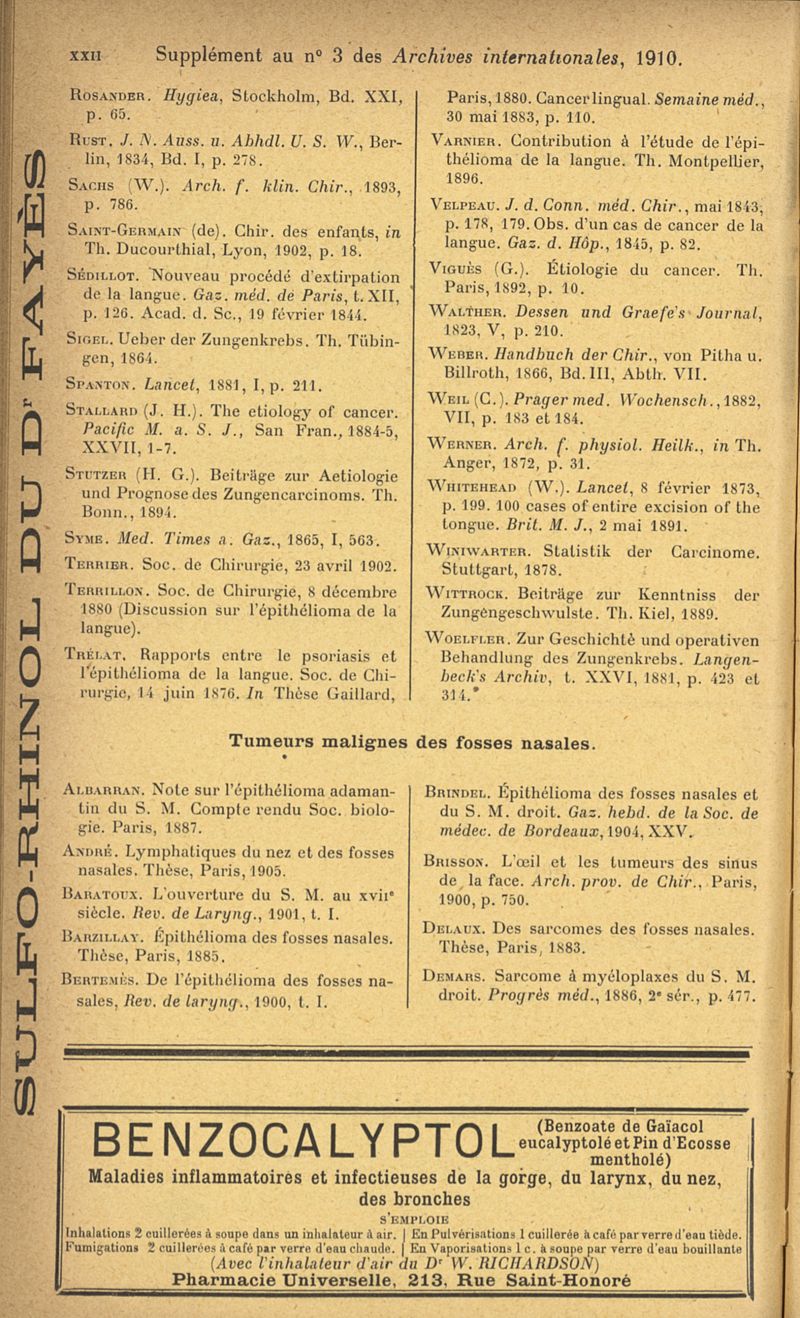 XXII Supplément au n° 3 des Archives internationales, 1910.
ROSANDER. Hygiea, Stockholm, Bd. XXI,
p. 65.
RUST. J. N. Auss. u. Abhdl. U. S. W., Ber-
lin, 1834, Bd. I, p. 278.
SACHS (W.). Arch. f. klin. Chir., 1893,
p. 786.
SAINT-GERMAIN (de). Chir. des enfants, in
Th. Ducourthial, Lyon, 1902, p. 18.
SÉDILLOT. Nouveau procédé d'extirpation
de la langue. Gaz. méd. de Paris, t. XII,
p. 126. Acad. d. Sc., 19 février 1844.
SIGEL. Ueber der Zungenkrebs. Th. Tübin-
gen, 1864.
SPANTON. Lancet, 1881, I, p. 211.
STALLARD (J. H.). The etiology of cancer.
Pacific M. a. S. J., San Fran., 1884-5,
XXVII, 1-7.
STUTZER (H. G.). Beiträge zur Aetiologie
und Prognose des Zungencarcinoms. Th.
Bonn., 1894.
SYME. Med. Times a. Gaz., 1865, I, 563.
TERRIER. Soc. de Chirurgie, 23 avril 1902.
TERRILLON. Soc. de Chirurgie, 8 décembre
1880 (Discussion sur l'épithélioma de la
langue).
TRÉLAT. Rapports entre le psoriasis et
l'épithélioma de la langue. Soc. de Chi-
rurgie, 14 juin 1876. In Thèse Gaillard,
Paris, 1880. Cancer lingual. Semaine méd.,
30 mai 1883, p. 110.
VARNIER. Contribution à l'étude de l'épi-
thélioma de la langue. Th. Montpellier,
1896.
VELPEAU. J. d. Conn. méd. Chir., mai 1843,
p. 178, 179. Obs. d'un cas de cancer de la
langue. Gaz. d. Hôp., 1845, p. 82.
VIGUÈS (G.). Étiologie du cancer. Th.
Paris, 1892, p. 10.
WALTHER. Dessen und Graefe's Journal,
1823, V, p. 210.
WEBER. Handbuch der Chir., von Pitha u.
Billroth, 1866, Bd. III, Abth. VII.
WEIL (C.). Prager med. Wochensch., 1882,
VII, p. 183 et 184.
WERNER. Arch. f. physiol. Heilk., in Th.
Anger, 1872, p. 31.
WHITEHEAD (W.). Lancet, 8 février 1873,
p. 199. 100 cases of entire excision of the
tongue. Brit. M. J., 2 mai 1891.
WINIWARTER. Statistik der Carcinome.
Stuttgart, 1878.
WITTROCK. Beiträge zur Kenntniss der
Zungengeschwulste. Th. Kiel, 1889.
WOELFLER. Zur Geschichte und operativen
Behandlung des Zungenkrebs. Langen-
beck's Archiv, t. XXVI, 1881, p. 423 et
314.
Tumeurs malignes des fosses nasales.
ALBARRAN. Note sur l'épithélioma adaman-
tin du S. M. Compte rendu Soc. biolo-
gie. Paris, 1887.
ANDRÉ. Lymphatiques du nez et des fosses
nasales. Thèse, Paris, 1905.
BARATOUX. L'ouverture du S. M. au XVIIe
siècle. Rev. de Laryng., 1901, t. I.
BARZILLAY. Épithélioma des fosses nasales.
Thèse, Paris, 1885.
BERTEMÈS. De l'épithélioma des fosses na-
sales, Rev. de laryng., 1900, t. I.
BRINDEL. Épithélioma des fosses nasales et
du S. M. droit. Gaz. hebd. de la Soc. de
médec. de Bordeaux, 1904, XXV.
BRISSON. L'œil et les tumeurs des sinus
de la face. Arch. prov. de Chir., Paris,
1900, p. 750.
DELAUX. Des sarcomes des fosses nasales.
Thèse, Paris, 1883.
DEMARS. Sarcome à myéloplaxes du S. M.
droit. Progrès méd., 1886, 2e sér., p. 477.
SULFO-RHINOL DU Dr FAYÈS
BENZOCALYPTOL (Benzoate de Gaïacol
eucalyptolé et Pin d'Ecosse
mentholé)
Maladies inflammatoires et infectieuses de la gorge, du larynx, du nez,
des bronches
S'EMPLOIE
Inhalations 2 cuillerées à soupe dans un inhalateur à air. | En Pulvérisations 1 cuillerée à café par verre d'eau tiède.
Fumigations 2 cuillerées à café par verre d'eau chaude. | En Vaporisations 1 c. à soupe par verre d'eau bouillante
(Avec l'inhalateur d'air du Dr W. RICHARDSON)
Pharmacie Universelle, 213, Rue Saint-Honoré